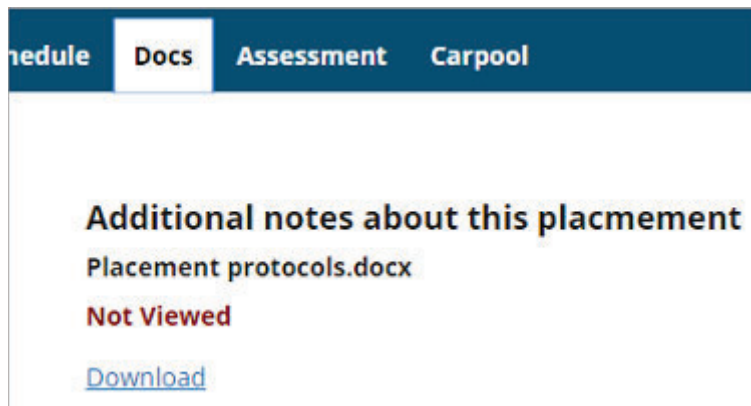 hedule Docs Assessment Carpool
Additional notes about this placmement
Placement protocols.docx
Not Viewed
Download